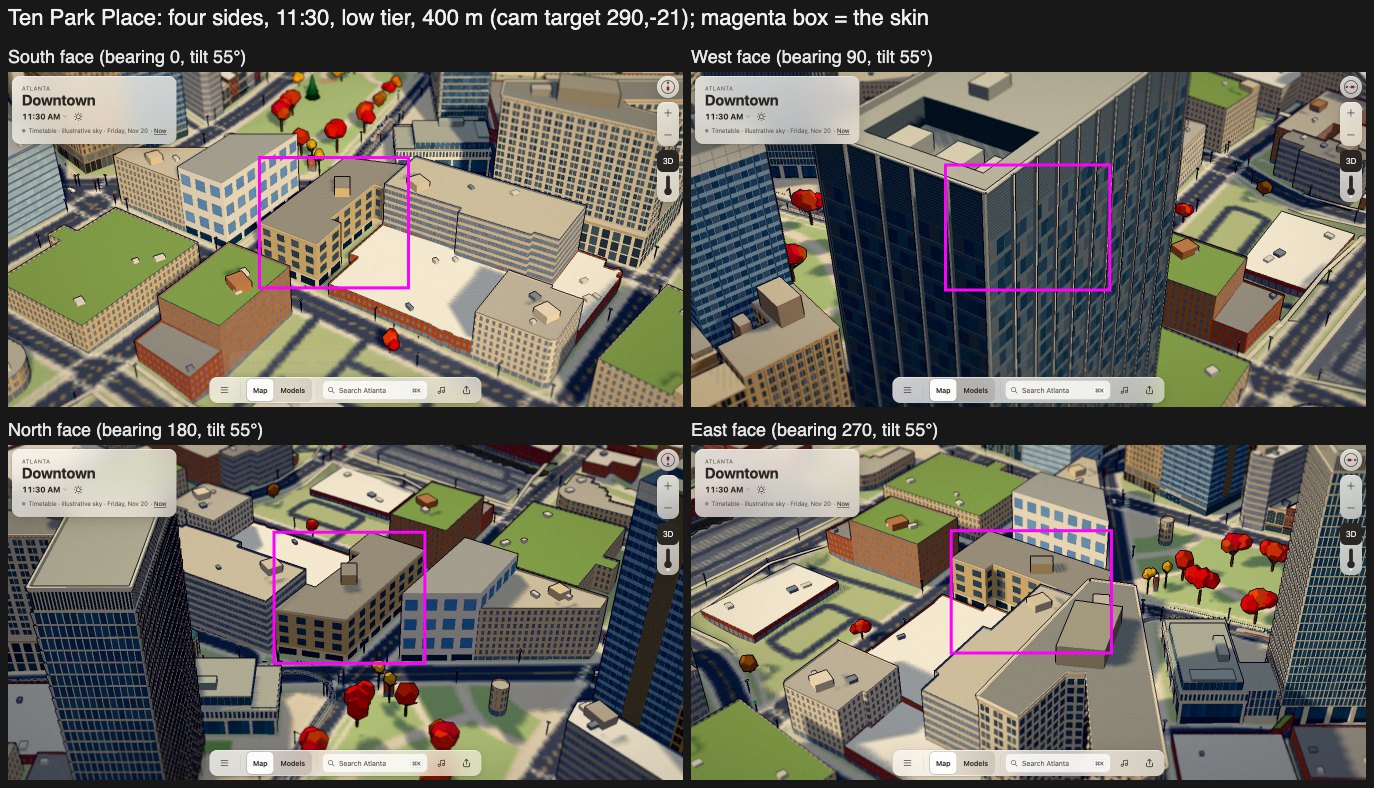 Ten Park Place: four sides, 11:30, low tier, 400 m (cam target 290,-21); magenta box = the skin
South face (bearing 0, tilt 55°)
West face (bearing 90, tilt 55°)
ATLANTA
Downtown
11:30 AM
Timetable · illustrative sky · Friday, Nov 20 · Now
3D
Map
Models
Search Atlanta
⌘K
ATLANTA
Downtown
11:30 AM
Timetable · illustrative sky · Friday, Nov 20 · Now
3D
Map
Models
Search Atlanta
⌘K
North face (bearing 180, tilt 55°)
East face (bearing 270, tilt 55°)
ATLANTA
Downtown
11:30 AM
Timetable · illustrative sky · Friday, Nov 20 · Now
3D
Map
Models
Search Atlanta
⌘K
ATLANTA
Downtown
11:30 AM
Timetable · illustrative sky · Friday, Nov 20 · Now
3D
Map
Models
Search Atlanta
⌘K